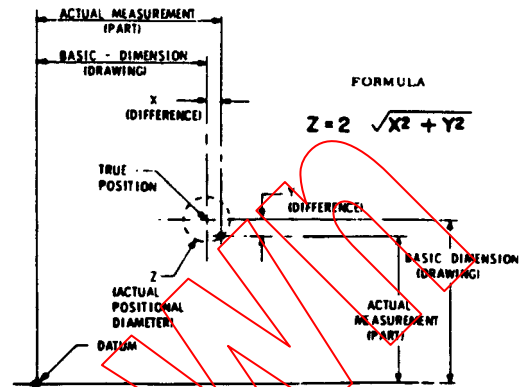 ACTUAL MEASUREMENT
(PART)
BASIC - DIMENSION
(DRAWING)
X
(DIFFERENCE)
FORMULA
Z = 2 √X2 + Y2
TRUE
POSITION
Y
(DIFFERENCE)
Z
(ACTUAL
POSITIONAL
DIAMETER)
BASIC DIMENSION
(DRAWING)
ACTUAL
MEASUREMENT
(PART)
DATUM